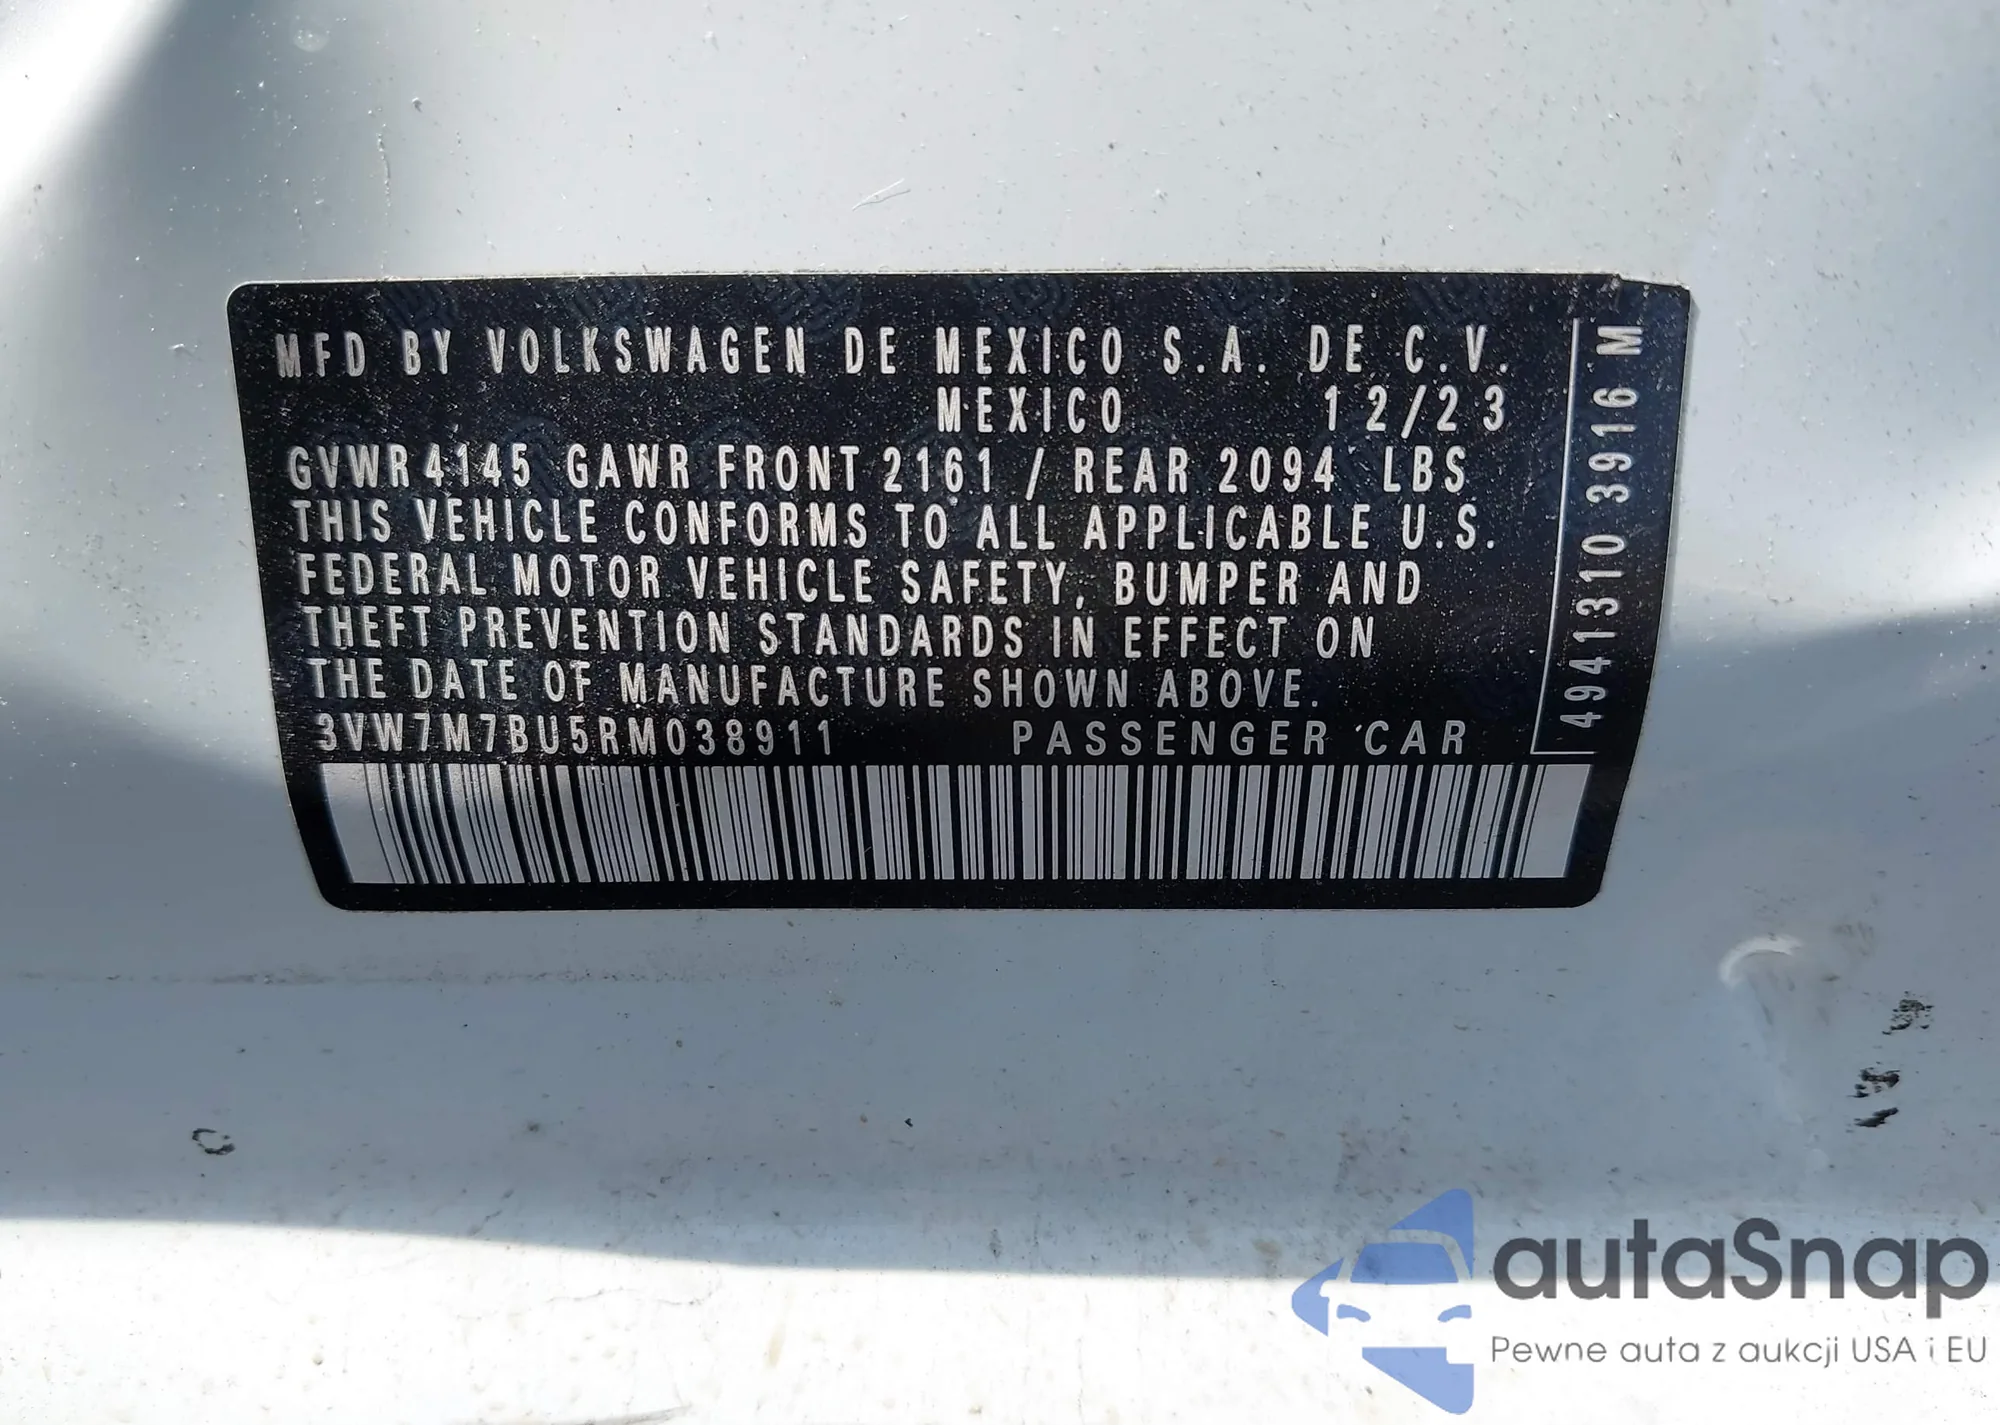 MFD BY VOLKSWAGEN DE MEXICO S.A. DE C.V.
MEXICO 12/23
GVWR 4145 GAWR FRONT 2161 / REAR 2094 LBS
THIS VEHICLE CONFORMS TO ALL APPLICABLE U.S.
FEDERAL MOTOR VEHICLE SAFETY, BUMPER AND
THEFT PREVENTION STANDARDS IN EFFECT ON
THE DATE OF MANUFACTURE SHOWN ABOVE.
3VW7M7BU5RM038911 PASSENGER CAR
4941310 3916 M
autaSnap
Pewne auta z aukcji USA i EU